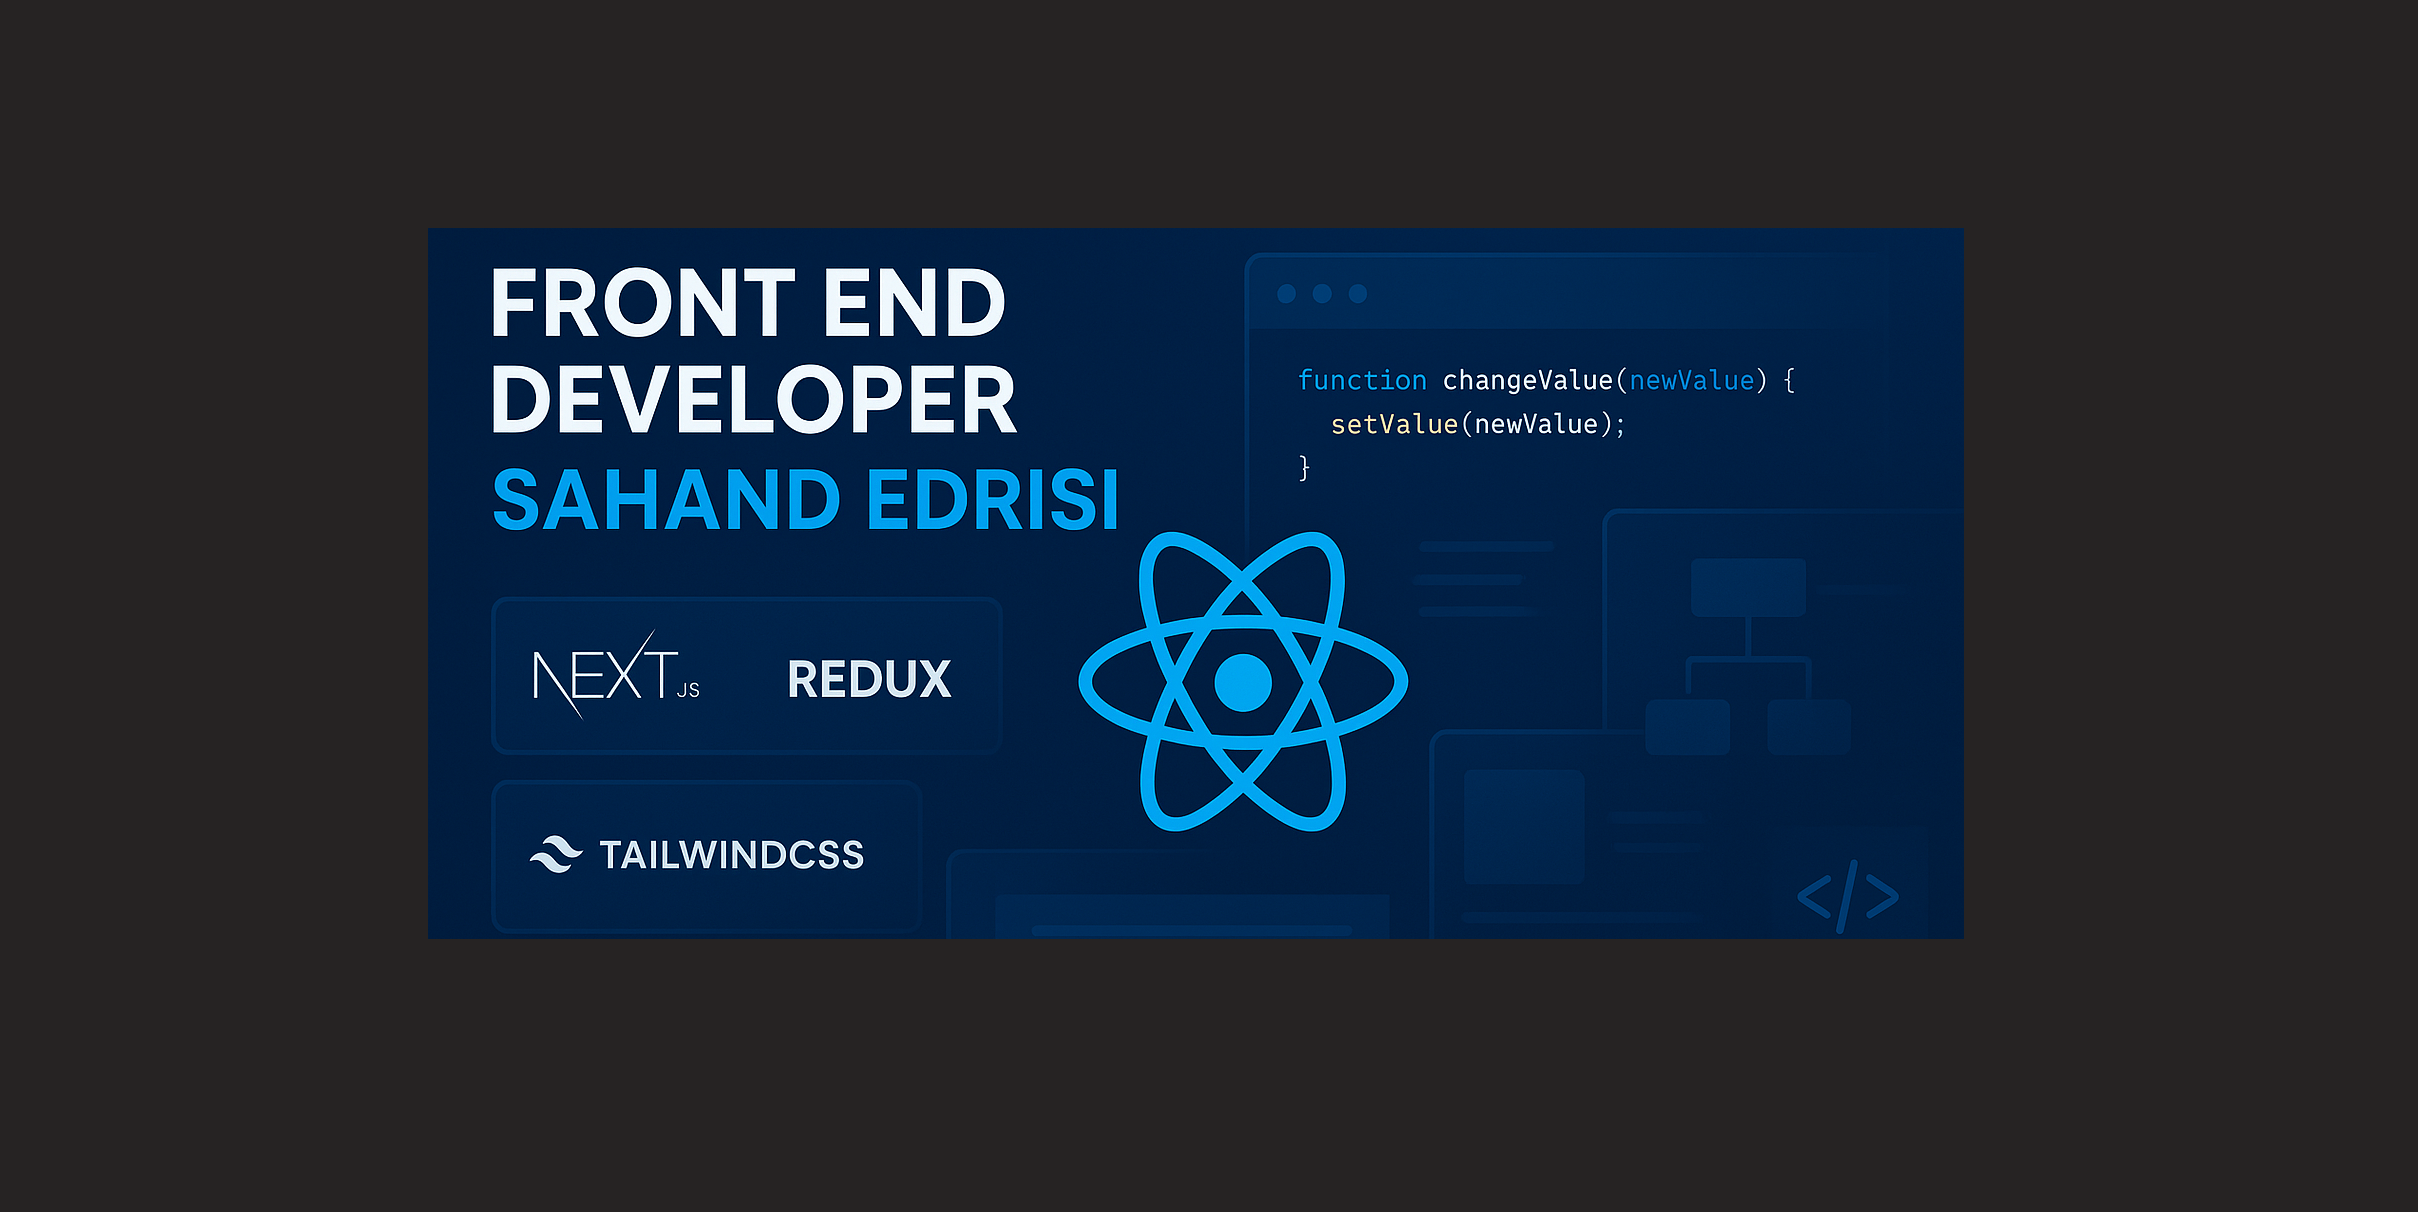 FRONT END
DEVELOPER
SAHAND EDRISI
NEXT.JS
REDUX
TAILWINDCSS
function changeValue(newValue) {
  setValue(newValue);
}
</>